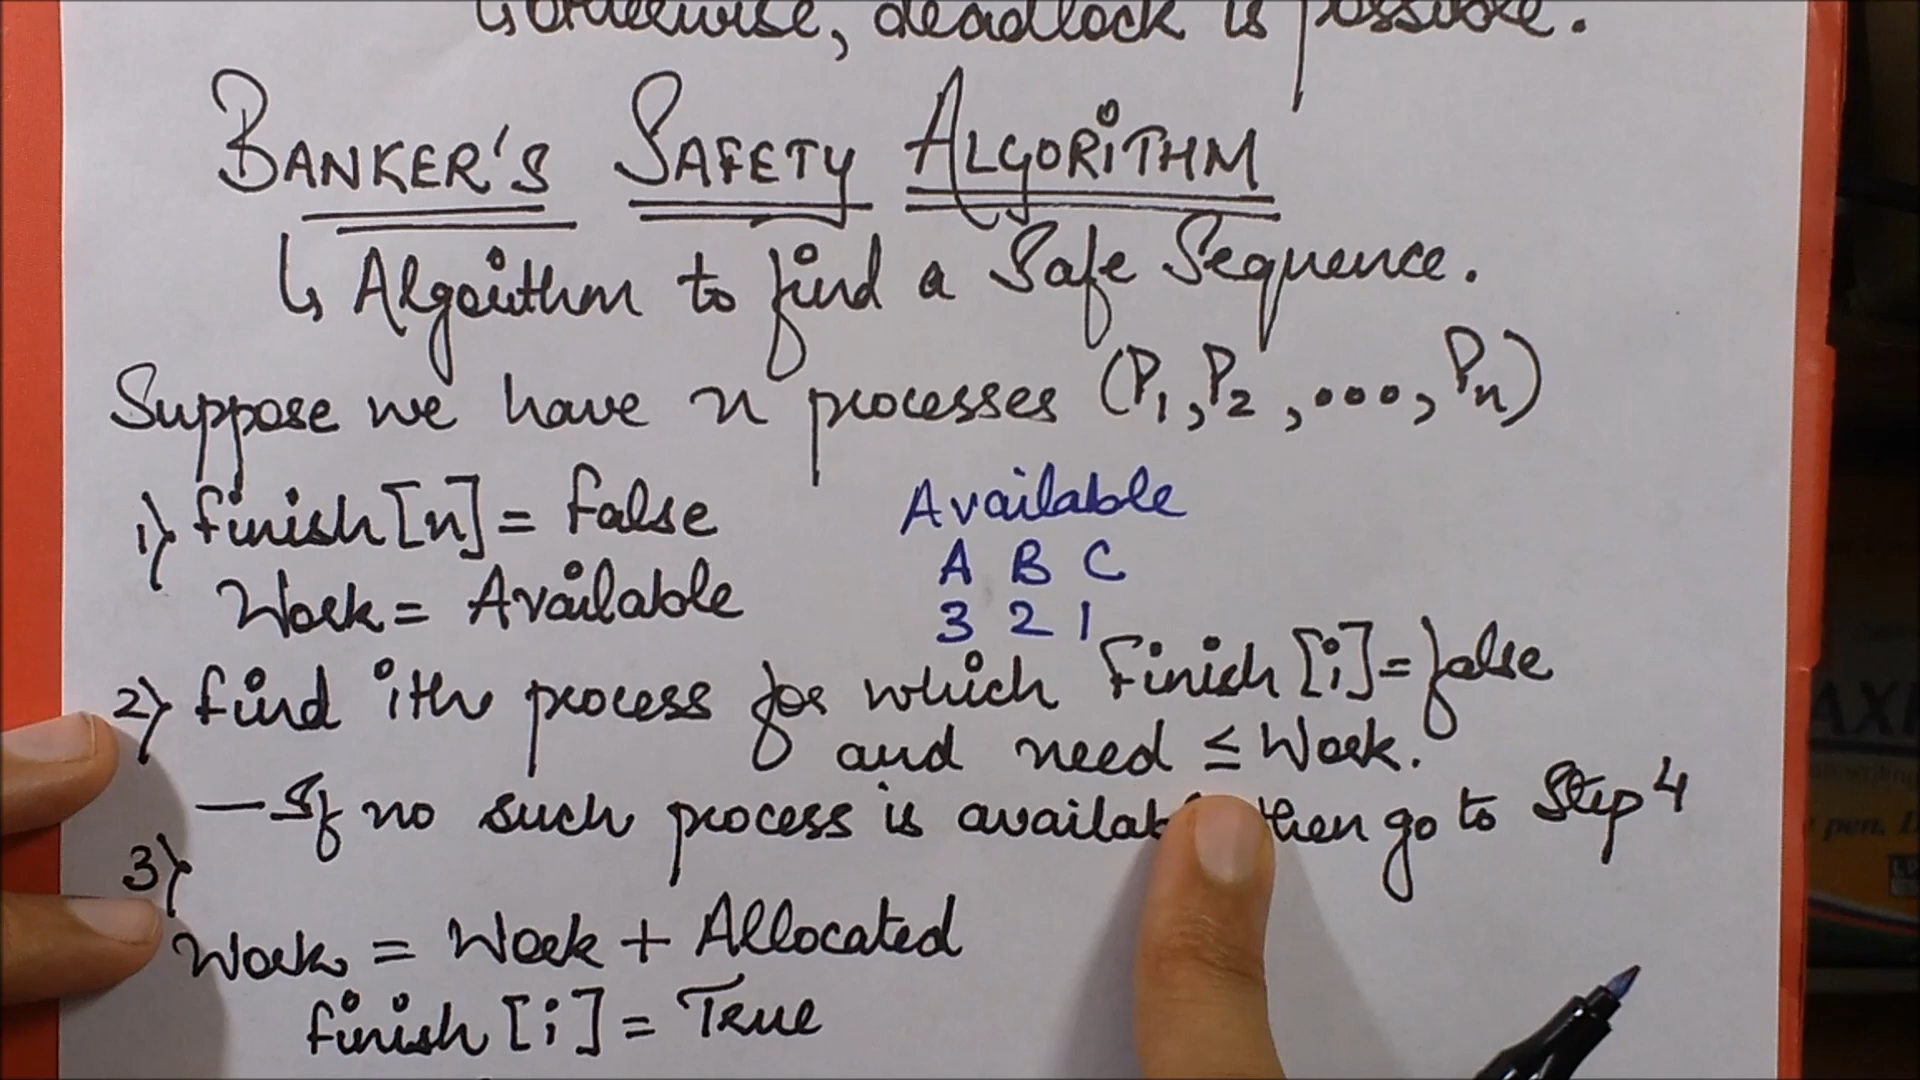 ↳ otherwise, deadlock is possible.
BANKER'S SAFETY ALGORITHM
↳ Algorithm to find a Safe Sequence.
Suppose we have n processes (P1, P2, ..., Pn)
1) finish[n] = false
Work = Available
Available
A B C
3 2 1
2) find ith process for which Finish[i] = false
and need ≤ Work.
— If no such process is availab then go to Step 4
3)
Work = Work + Allocated
finish[i] = True
pen.